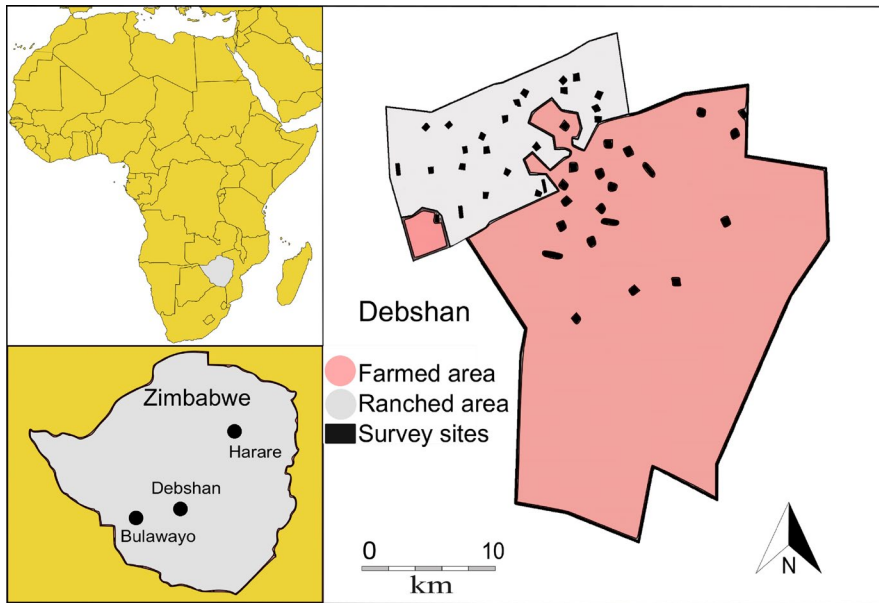 Zimbabwe
Harare
Debshan
Bulawayo
Debshan
Farmed area
Ranched area
Survey sites
0 10
km
N